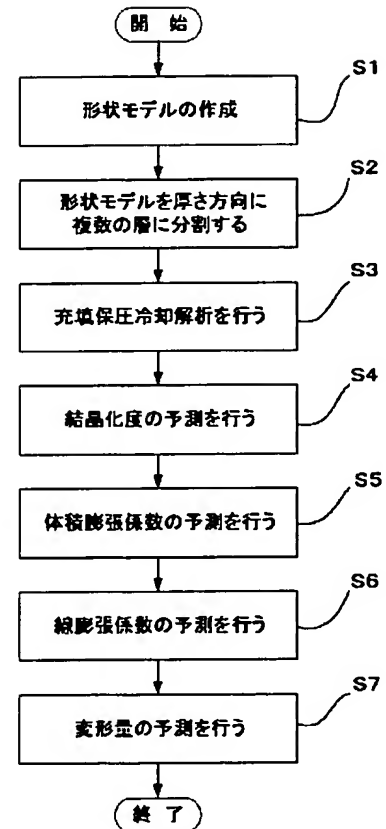 開 始
S1
形状モデルの作成
S2
形状モデルを厚さ方向に
複数の層に分割する
S3
充填保圧冷却解析を行う
S4
結晶化度の予測を行う
S5
体積膨張係数の予測を行う
S6
線膨張係数の予測を行う
S7
変形量の予測を行う
終 了